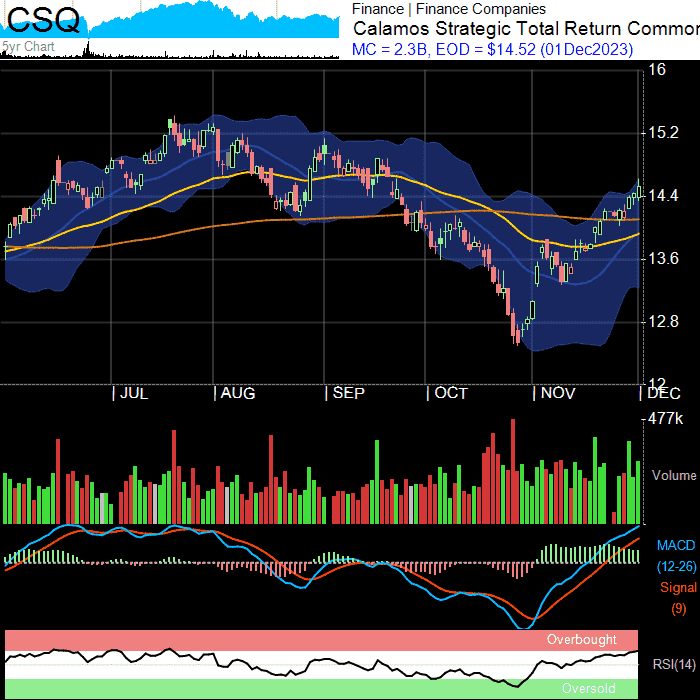 CSQ
5yr Chart
Finance | Finance Companies
Calamos Strategic Total Return Common
MC = 2.3B, EOD = $14.52 (01Dec2023)
16
15.2
14.4
13.6
12.8
12
| JUL | AUG | SEP | OCT | NOV | DEC
477k
Volume
MACD
(12-26)
Signal
(9)
Overbought
RSI(14)
Oversold